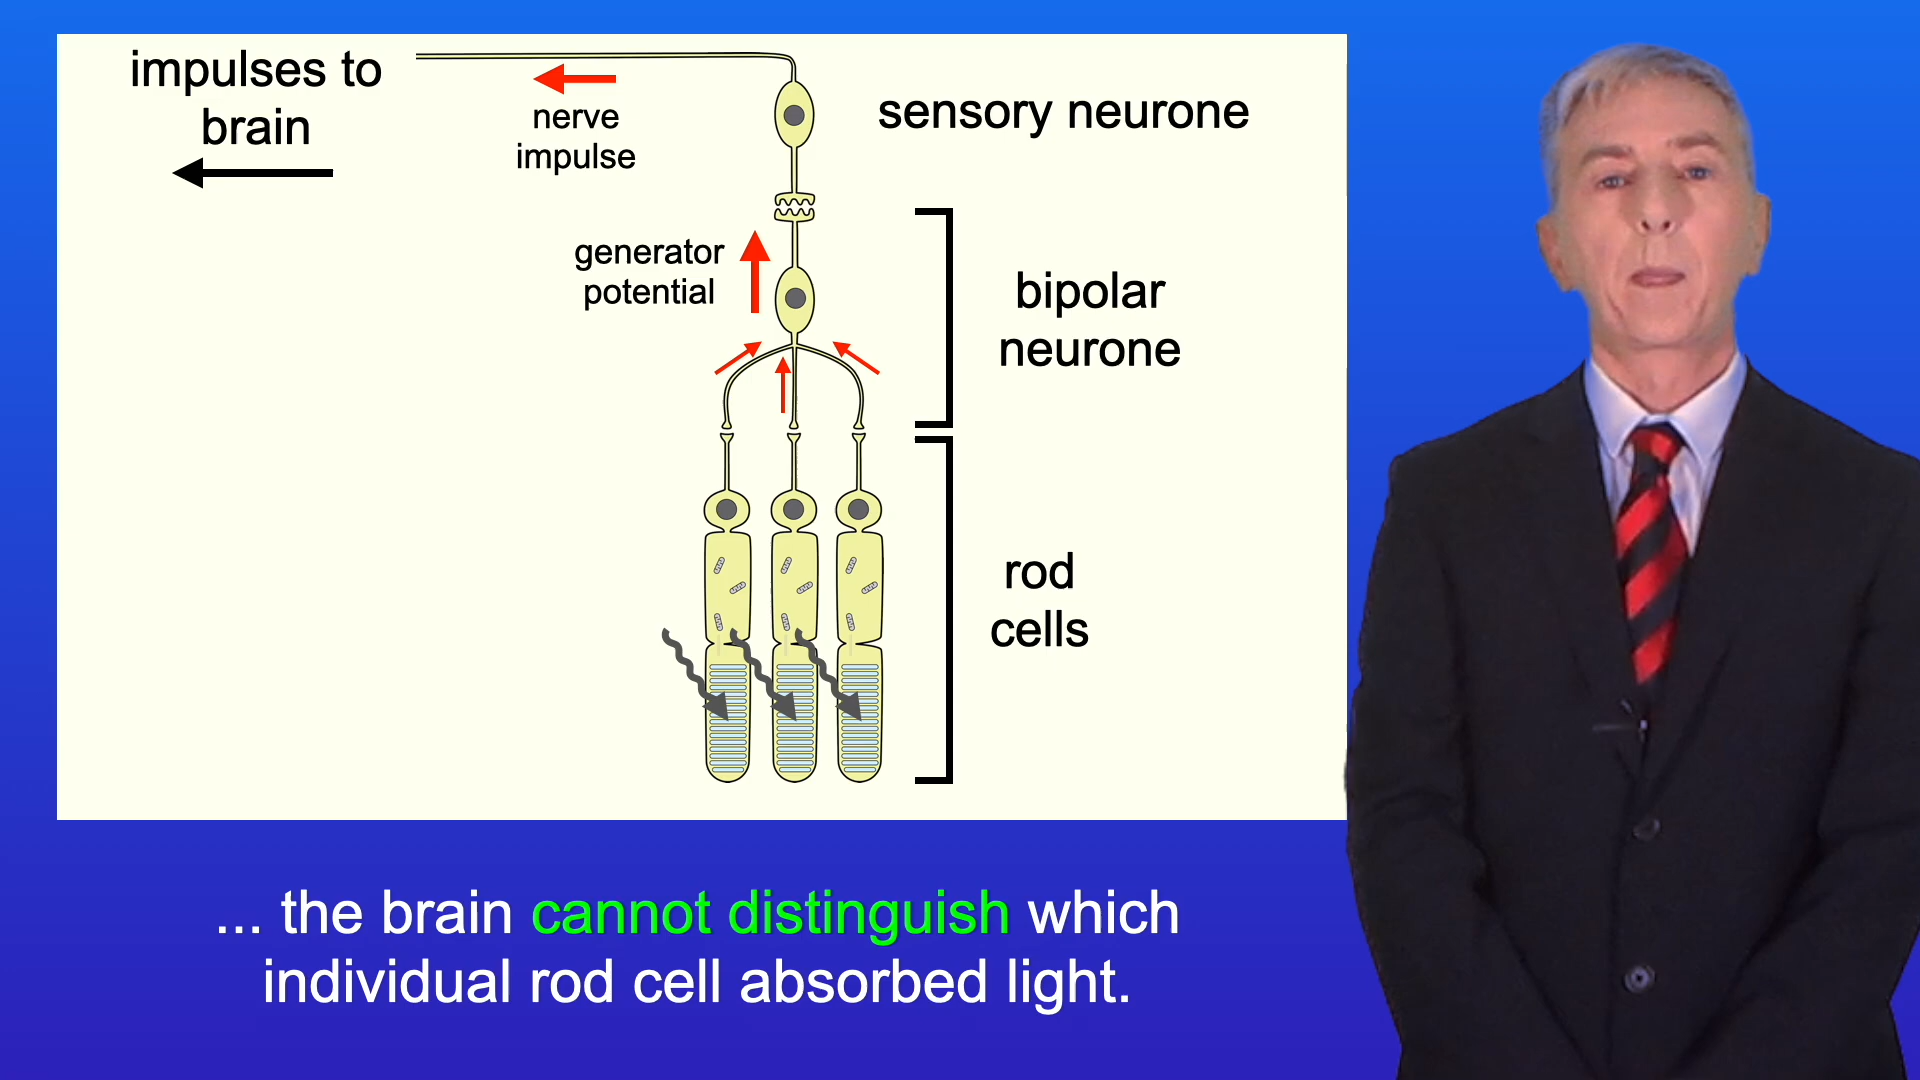 impulses to
brain
nerve
impulse
sensory neurone
generator
potential
bipolar
neurone
rod
cells
... the brain cannot distinguish which
individual rod cell absorbed light.